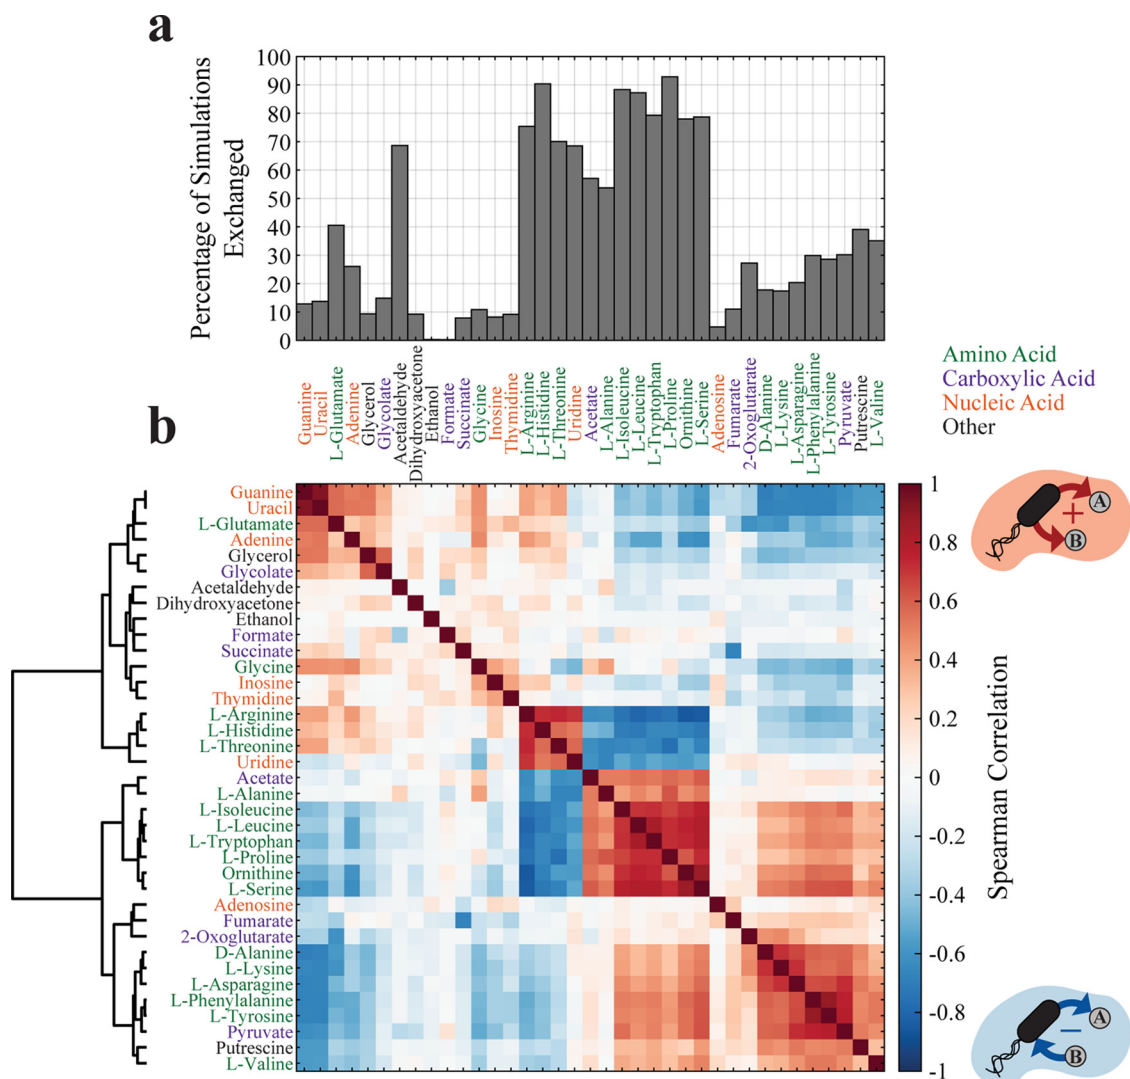 a
100
90
80
70
60
50
40
30
20
10
0
Percentage of Simulations
Exchanged
Guanine
Uracil
L-Glutamate
Adenine
Glycerol
Glycolate
Acetaldehyde
Dihydroxyacetone
Ethanol
Formate
Succinate
Glycine
Inosine
Thymidine
L-Arginine
L-Histidine
L-Threonine
Uridine
Acetate
L-Alanine
L-Isoleucine
L-Leucine
L-Tryptophan
L-Proline
Ornithine
L-Serine
Adenosine
Fumarate
2-Oxoglutarate
D-Alanine
L-Lysine
L-Asparagine
L-Phenylalanine
L-Tyrosine
Pyruvate
Putrescine
L-Valine
Amino Acid
Carboxylic Acid
Nucleic Acid
Other
b
Guanine
Uracil
L-Glutamate
Adenine
Glycerol
Glycolate
Acetaldehyde
Dihydroxyacetone
Ethanol
Formate
Succinate
Glycine
Inosine
Thymidine
L-Arginine
L-Histidine
L-Threonine
Uridine
Acetate
L-Alanine
L-Isoleucine
L-Leucine
L-Tryptophan
L-Proline
Ornithine
L-Serine
Adenosine
Fumarate
2-Oxoglutarate
D-Alanine
L-Lysine
L-Asparagine
L-Phenylalanine
L-Tyrosine
Pyruvate
Putrescine
L-Valine
1
0.8
0.6
0.4
0.2
0
-0.2
-0.4
-0.6
-0.8
-1
Spearman Correlation
A
+
B
A
−
B